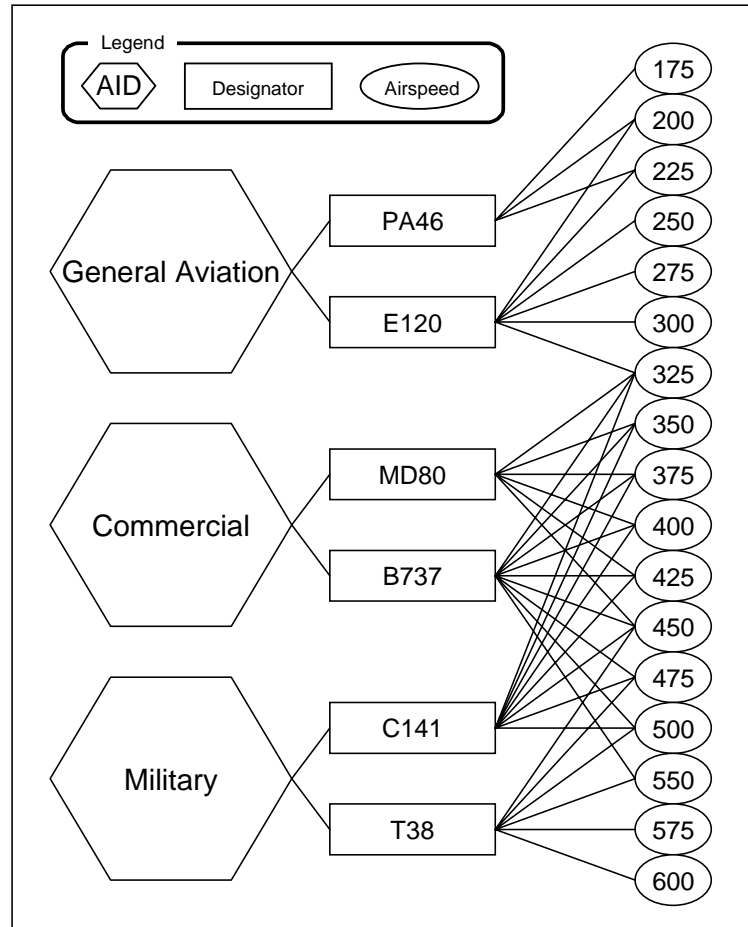 Legend
AID
Designator
Airspeed
General Aviation
Commercial
Military
PA46
E120
MD80
B737
C141
T38
175
200
225
250
275
300
325
350
375
400
425
450
475
500
550
575
600